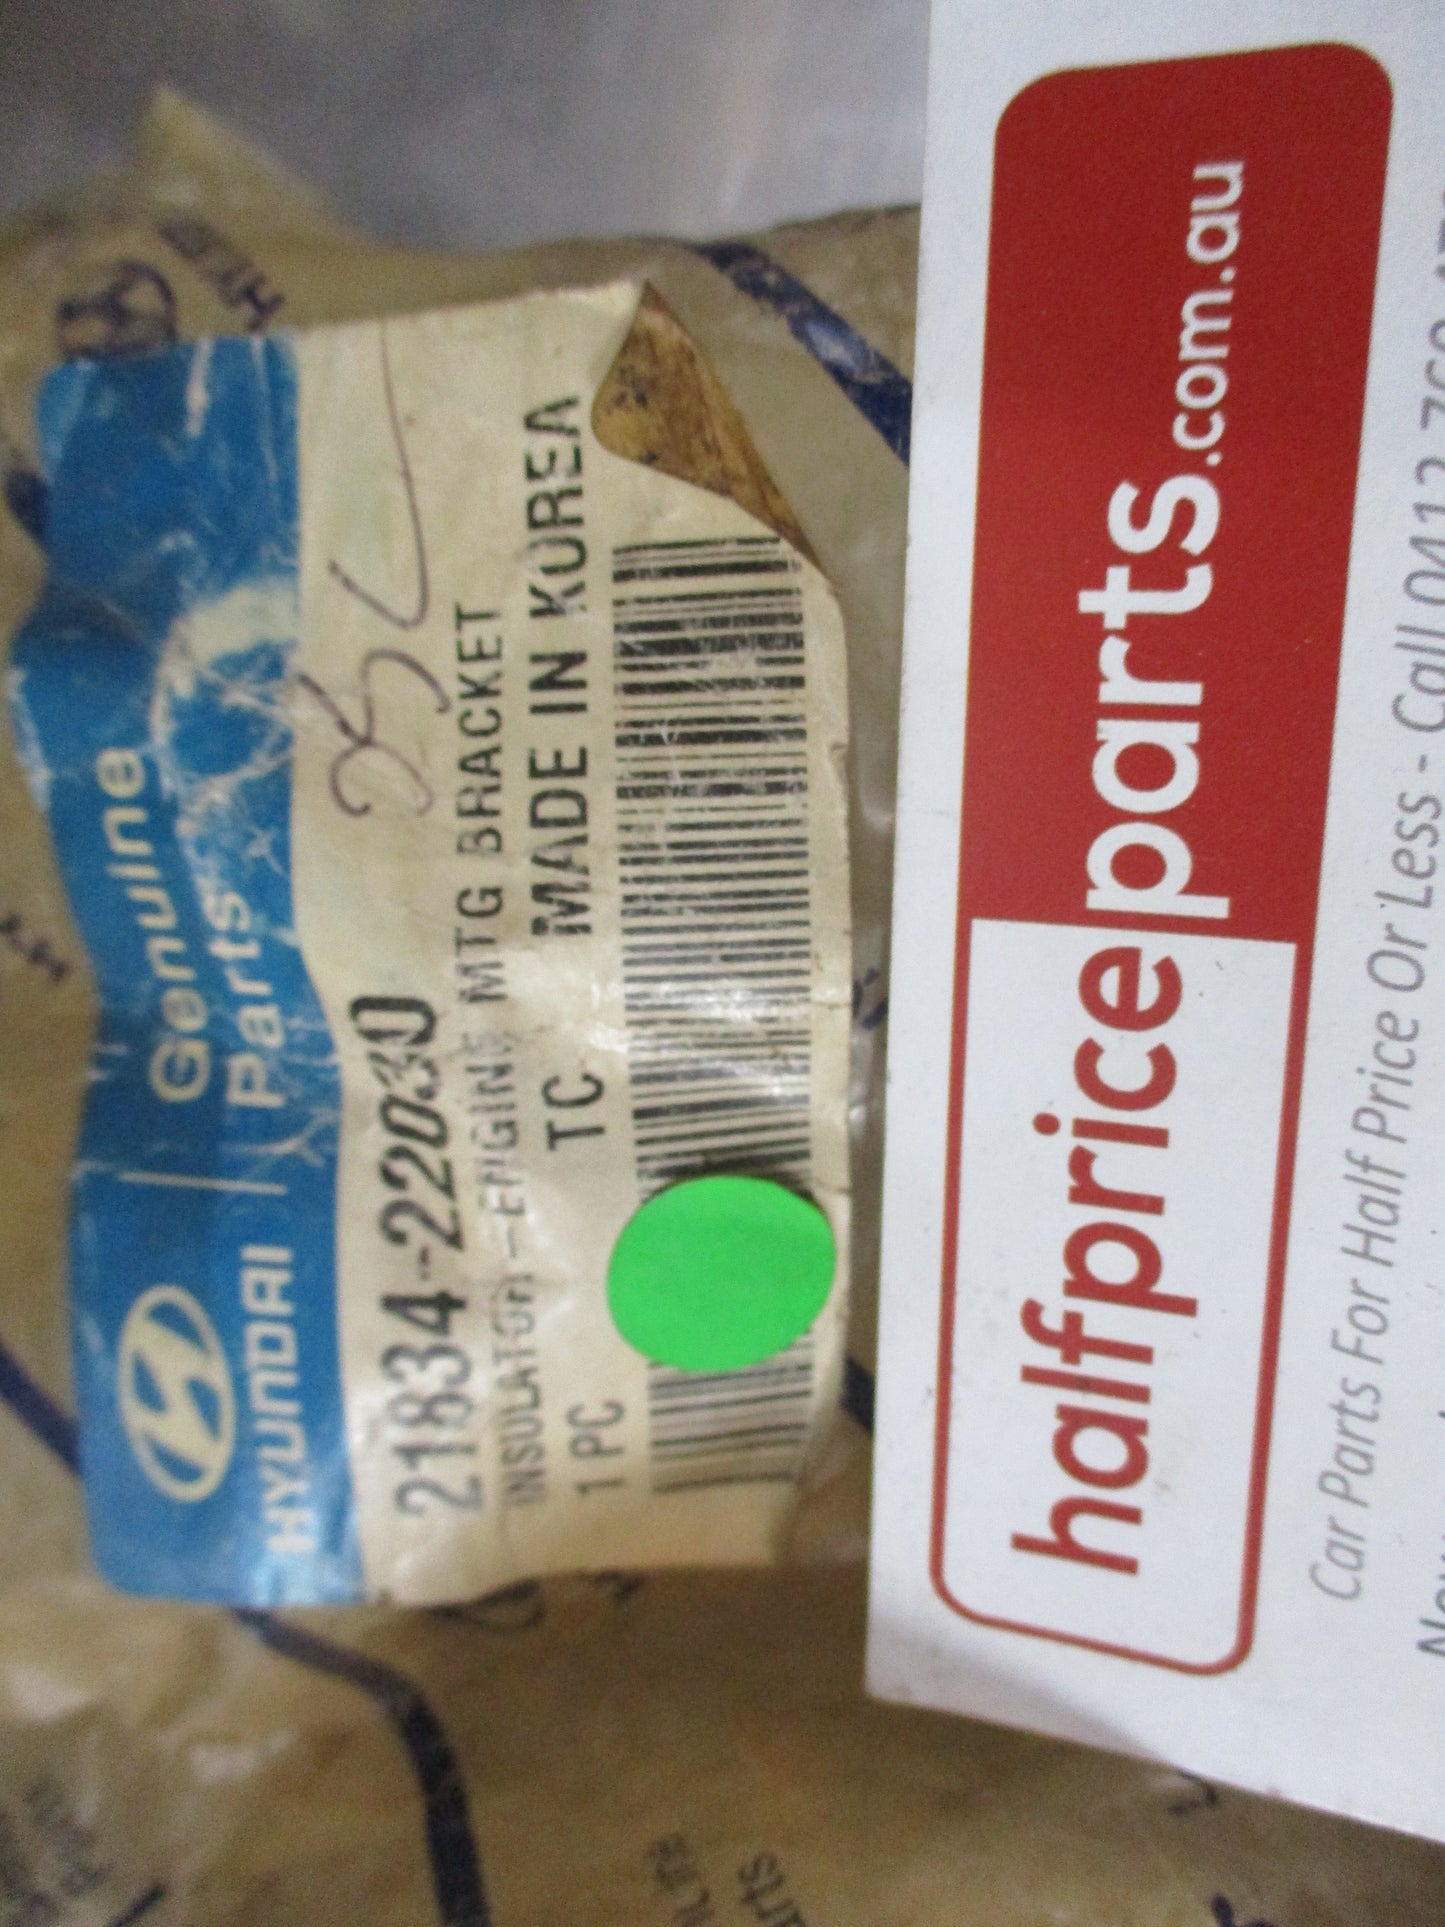 HYUNDAI
Genuine
Parts
21834-22030
INSULATOR-ENGINE MTG BRACKET
TC MADE IN KOREA
1 PC
halfpriceparts.com.au
Car Parts For Half Price Or Less - Call 0412